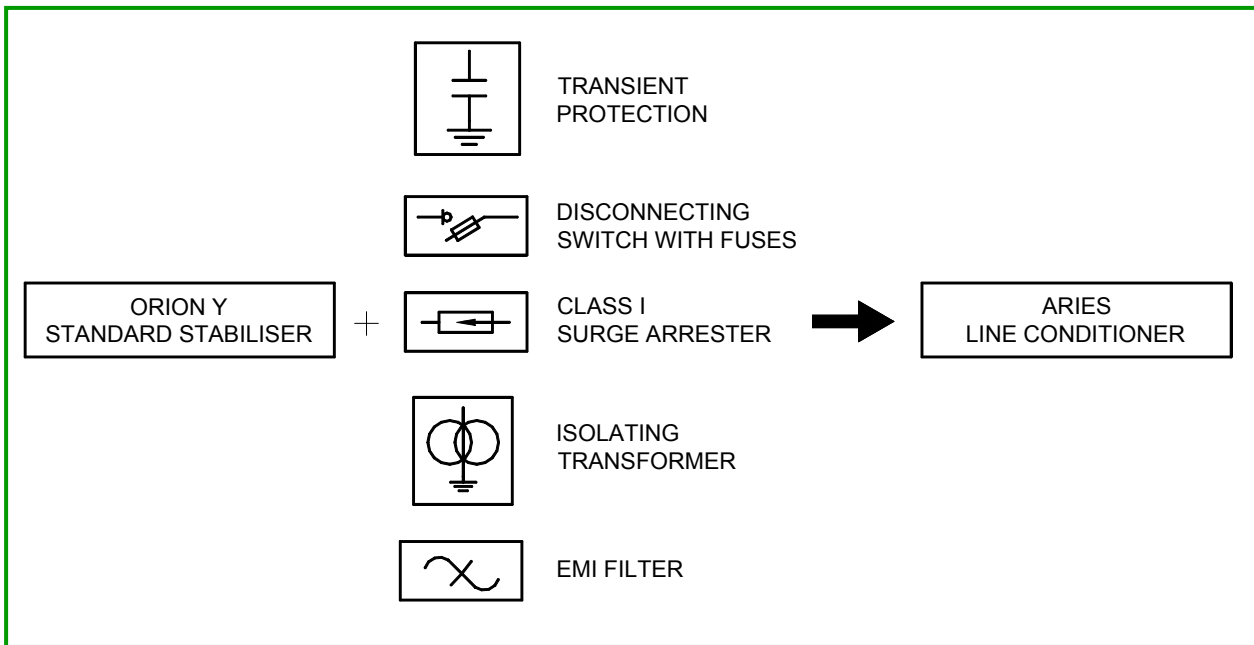 TRANSIENT
PROTECTION
DISCONNECTING
SWITCH WITH FUSES
ORION Y
STANDARD STABILISER
+
CLASS I
SURGE ARRESTER
ARIES
LINE CONDITIONER
ISOLATING
TRANSFORMER
EMI FILTER